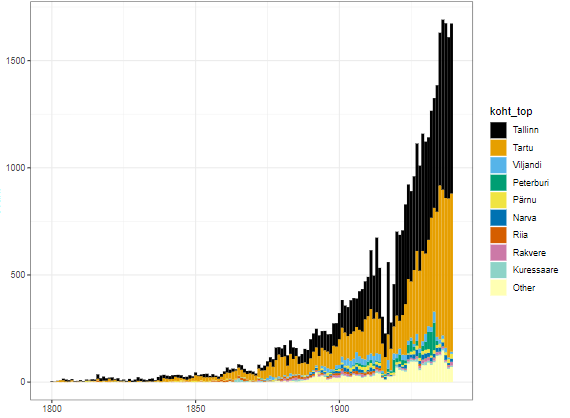 1500
1000
500
0
1800
1850
1900
koht_top
Tallinn
Tartu
Viljandi
Peterburi
Pärnu
Narva
Riia
Rakvere
Kuressaare
Other